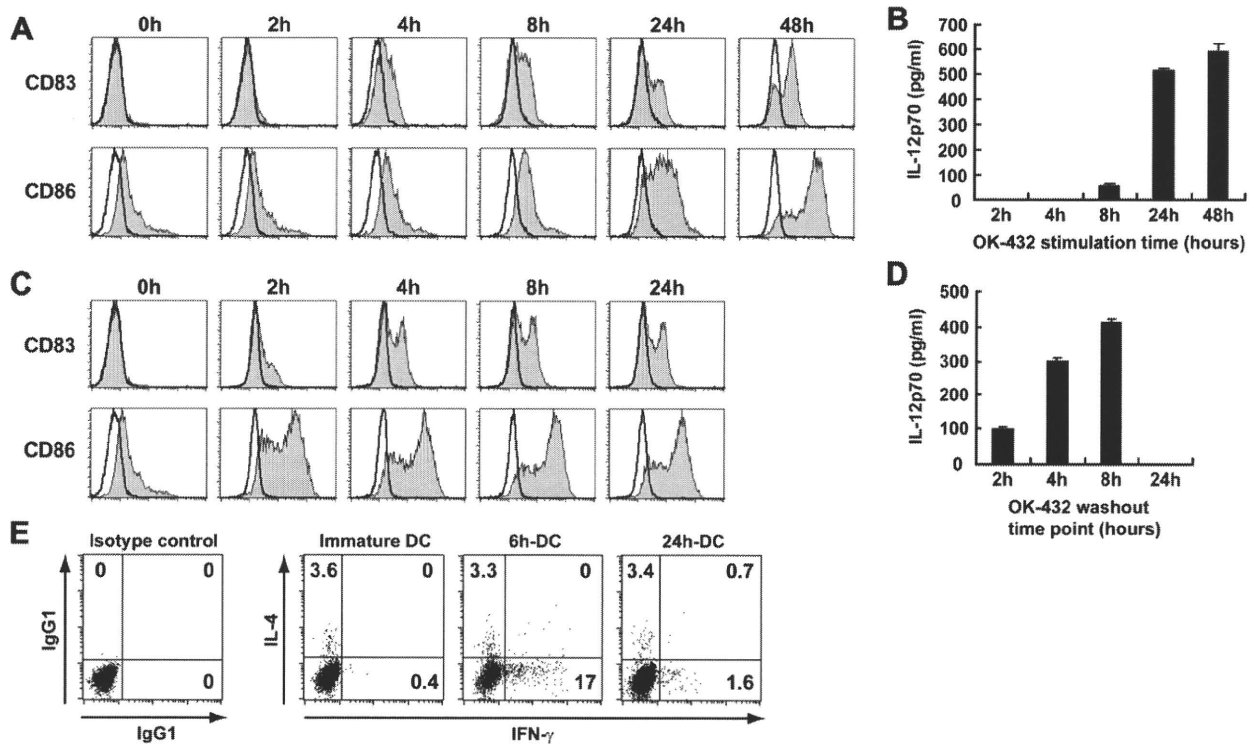 A
0h 2h 4h 8h 24h 48h
CD83
CD86
B
IL-12p70 (pg/ml)
700
600
500
400
300
200
100
0
2h 4h 8h 24h 48h
OK-432 stimulation time (hours)
C
0h 2h 4h 8h 24h
CD83
CD86
D
IL-12p70 (pg/ml)
500
400
300
200
100
0
2h 4h 8h 24h
OK-432 washout
time point (hours)
E
Isotype control Immature DC 6h-DC 24h-DC
0 0 3.6 0 3.3 0 3.4 0.7
IgG1 IL-4
0 0.4 17 1.6
IgG1 IFN-γ